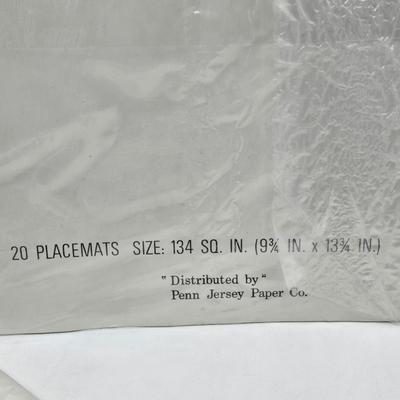 20 PLACEMATS SIZE: 134 SQ. IN. (9¾ IN. x 13¾ IN.)
"Distributed by"
Penn Jersey Paper Co.